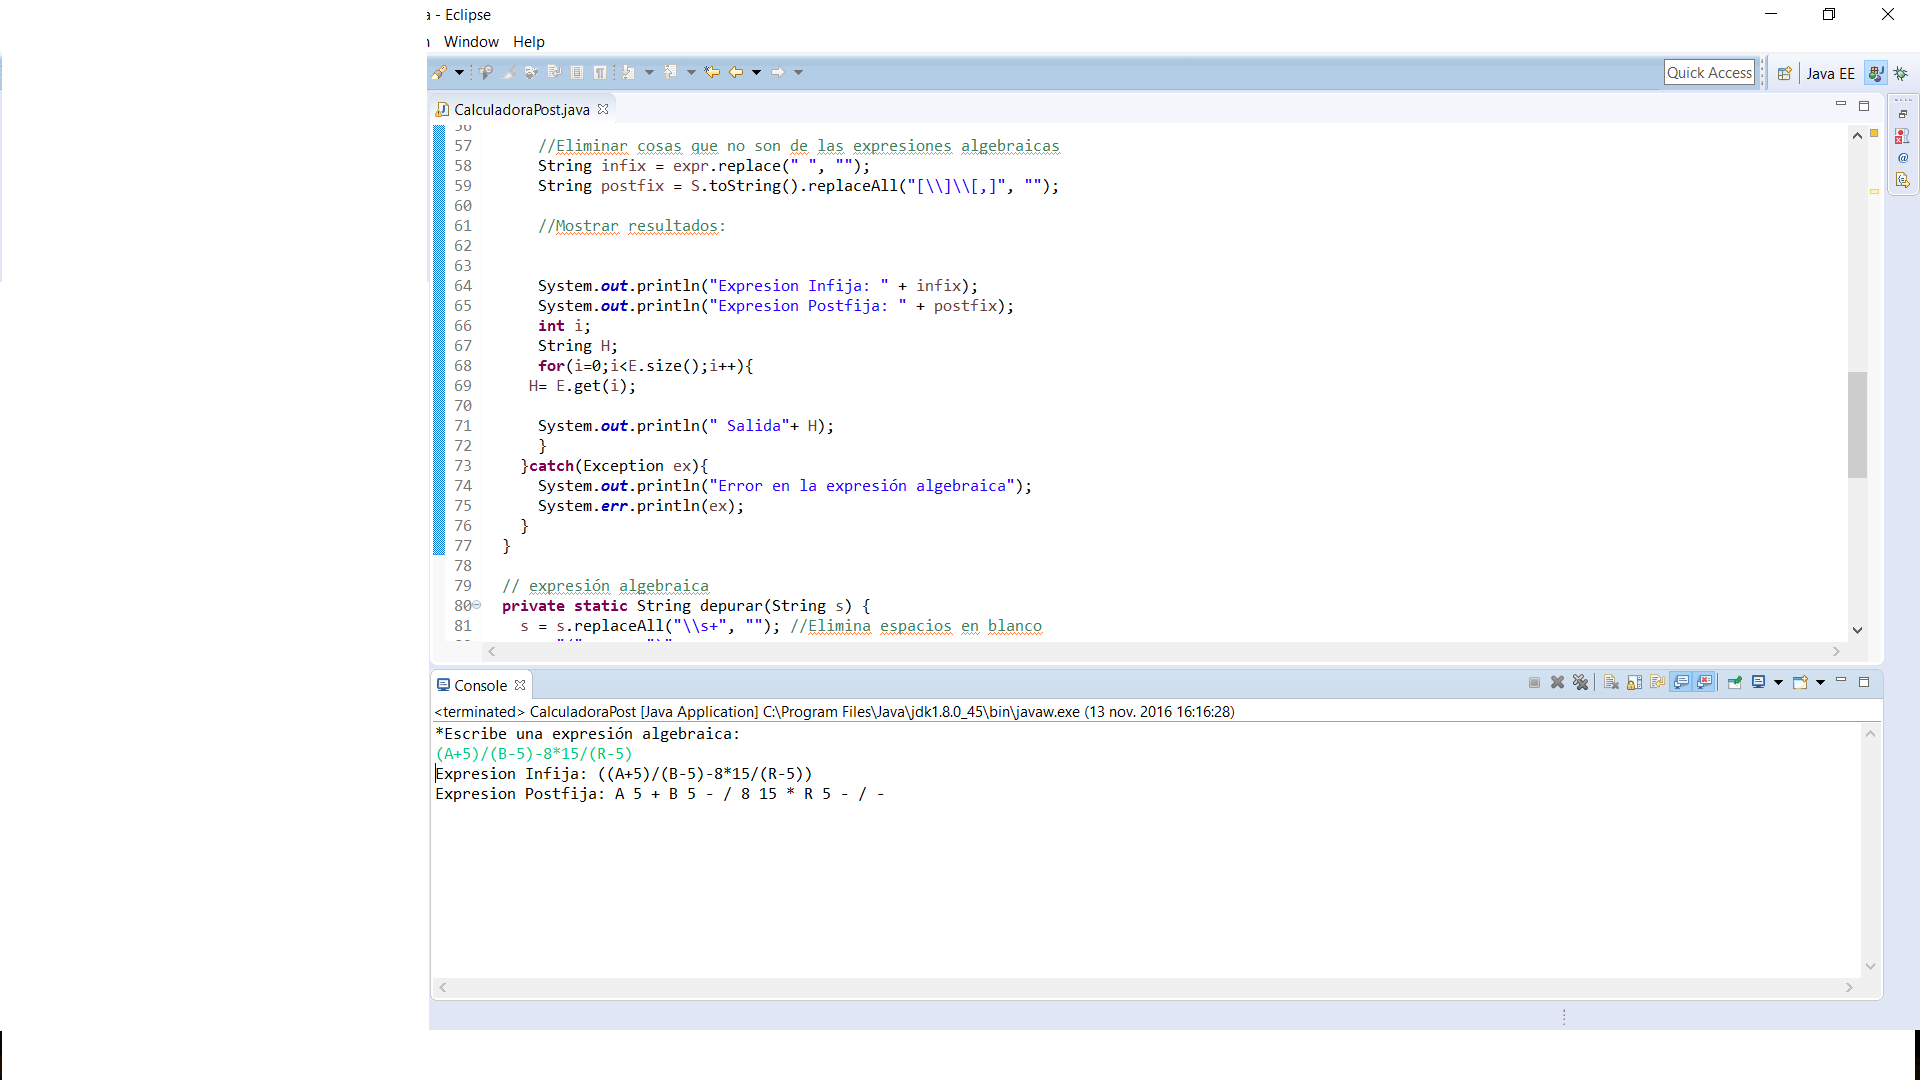 a - Eclipse
Window Help
Quick Access Java EE
CalculadoraPost.java
56
57 //Eliminar cosas que no son de las expresiones algebraicas
58 String infix = expr.replace(" ", "");
59 String postfix = S.toString().replaceAll("[\\]\\[,]", "");
60
61 //Mostrar resultados:
62
63
64 System.out.println("Expresion Infija: " + infix);
65 System.out.println("Expresion Postfija: " + postfix);
66 int i;
67 String H;
68 for(i=0;i<E.size();i++){
69 H= E.get(i);
70
71 System.out.println(" Salida"+ H);
72 }
73 }catch(Exception ex){
74 System.out.println("Error en la expresión algebraica");
75 System.err.println(ex);
76 }
77 }
78
79 // expresión algebraica
80 private static String depurar(String s) {
81 s = s.replaceAll("\\s+", ""); //Elimina espacios en blanco
Console
<terminated> CalculadoraPost [Java Application] C:\Program Files\Java\jdk1.8.0_45\bin\javaw.exe (13 nov. 2016 16:16:28)
*Escribe una expresión algebraica:
(A+5)/(B-5)-8*15/(R-5)
Expresion Infija: ((A+5)/(B-5)-8*15/(R-5))
Expresion Postfija: A 5 + B 5 - / 8 15 * R 5 - / -